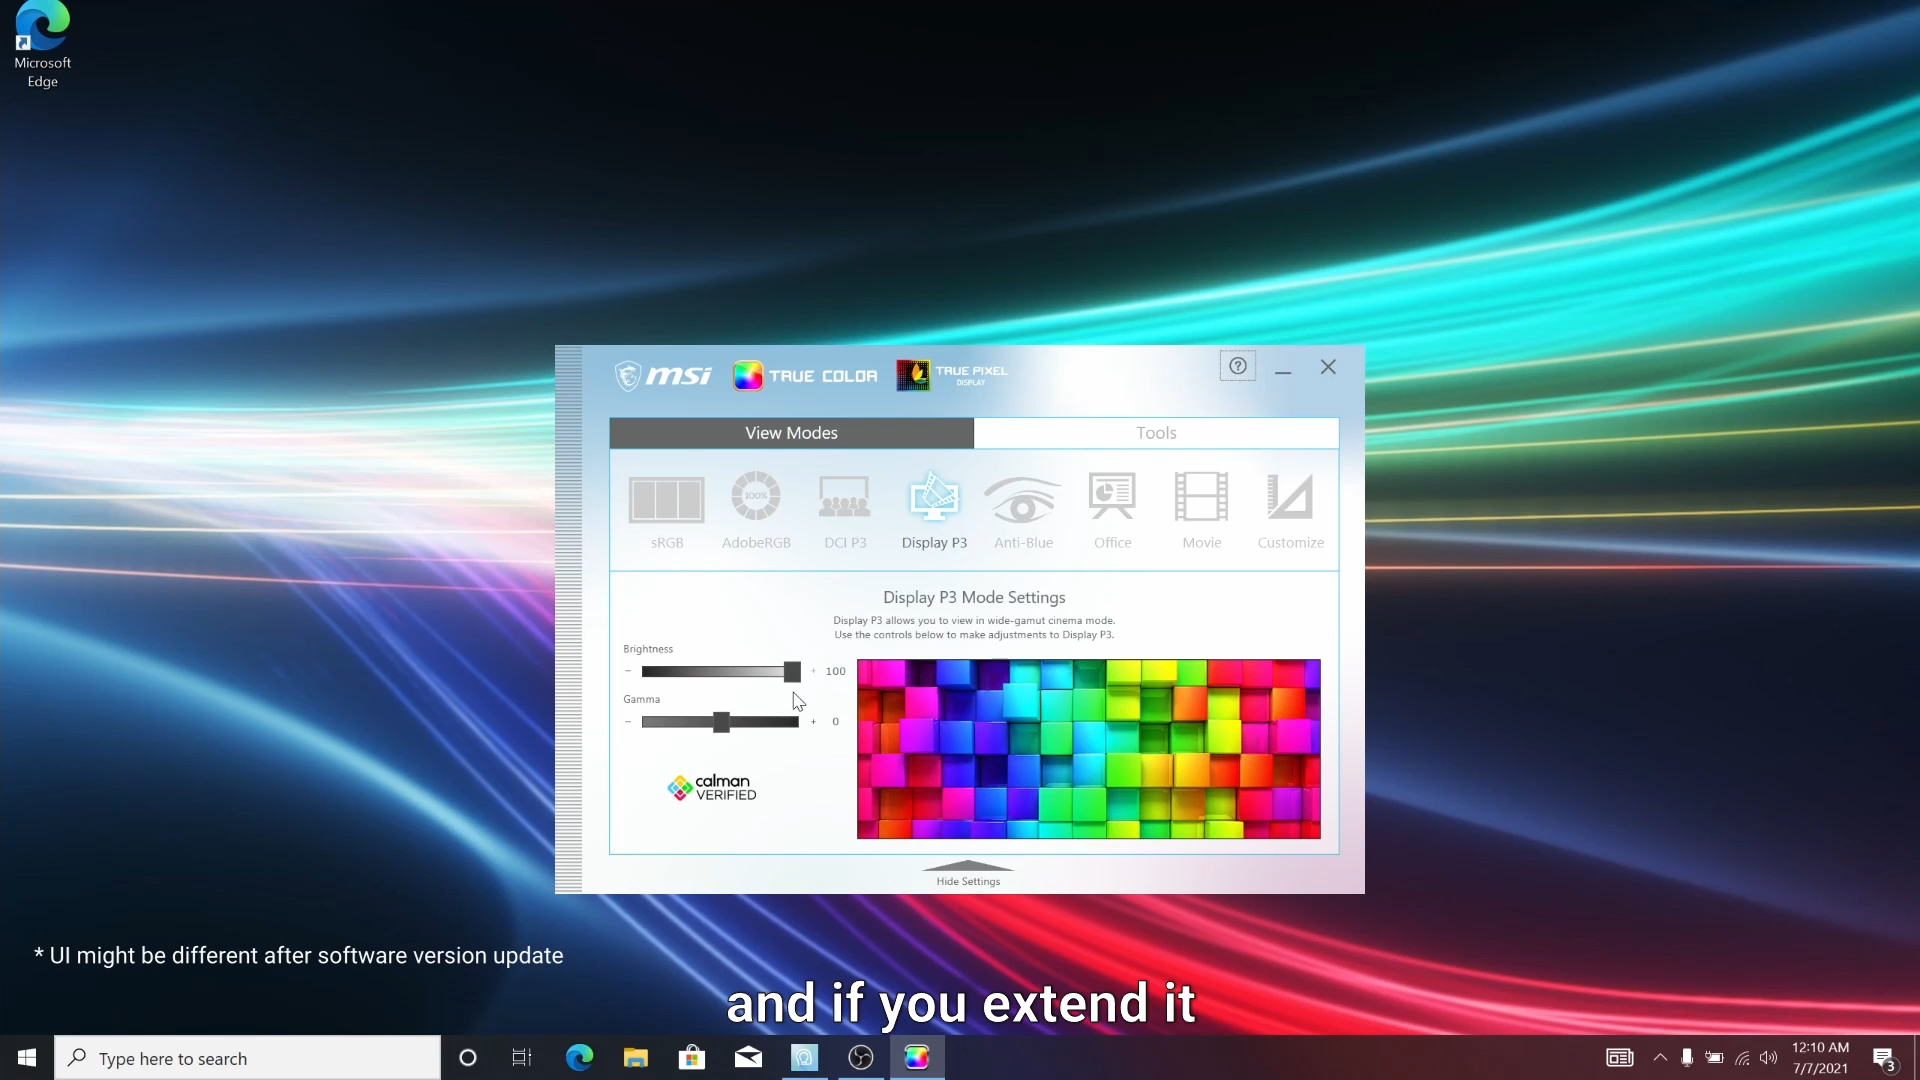 Microsoft
Edge
msi
TRUE COLOR
TRUE PIXEL
DISPLAY
View Modes
Tools
100%
sRGB
AdobeRGB
DCI P3
Display P3
Anti-Blue
Office
Movie
Customize
Display P3 Mode Settings
Display P3 allows you to view in wide-gamut cinema mode.
Use the controls below to make adjustments to Display P3.
Brightness
− + 100
Gamma
− + 0
calman
VERIFIED
Hide Settings
* UI might be different after software version update
and if you extend it
Type here to search
12:10 AM
7/7/2021
3